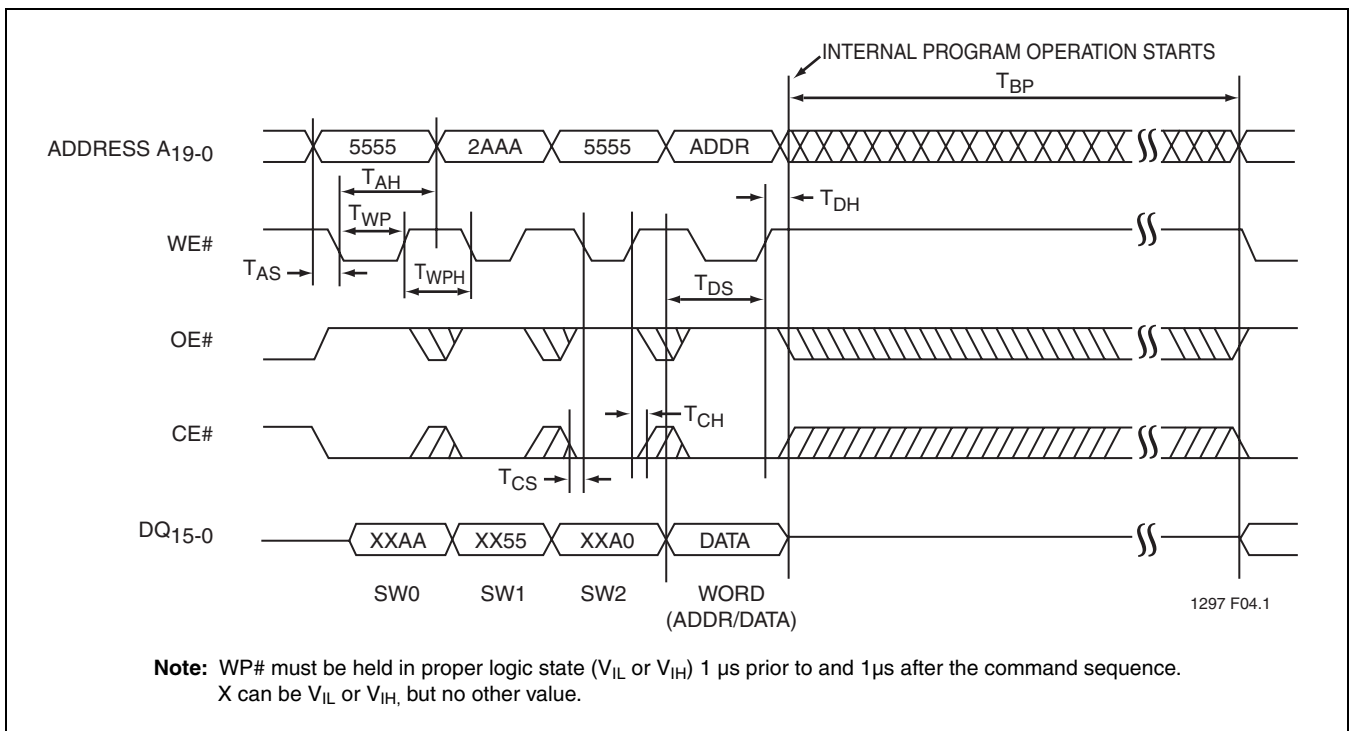 INTERNAL PROGRAM OPERATION STARTS
TBP
ADDRESS A19-0
5555
2AAA
5555
ADDR
TAH
TDH
TWP
WE#
TAS
TWPH
TDS
OE#
TCH
CE#
TCS
DQ15-0
XXAA
XX55
XXA0
DATA
SW0
SW1
SW2
WORD
(ADDR/DATA)
1297 F04.1
Note: WP# must be held in proper logic state (VIL or VIH) 1 µs prior to and 1µs after the command sequence.
X can be VIL or VIH, but no other value.